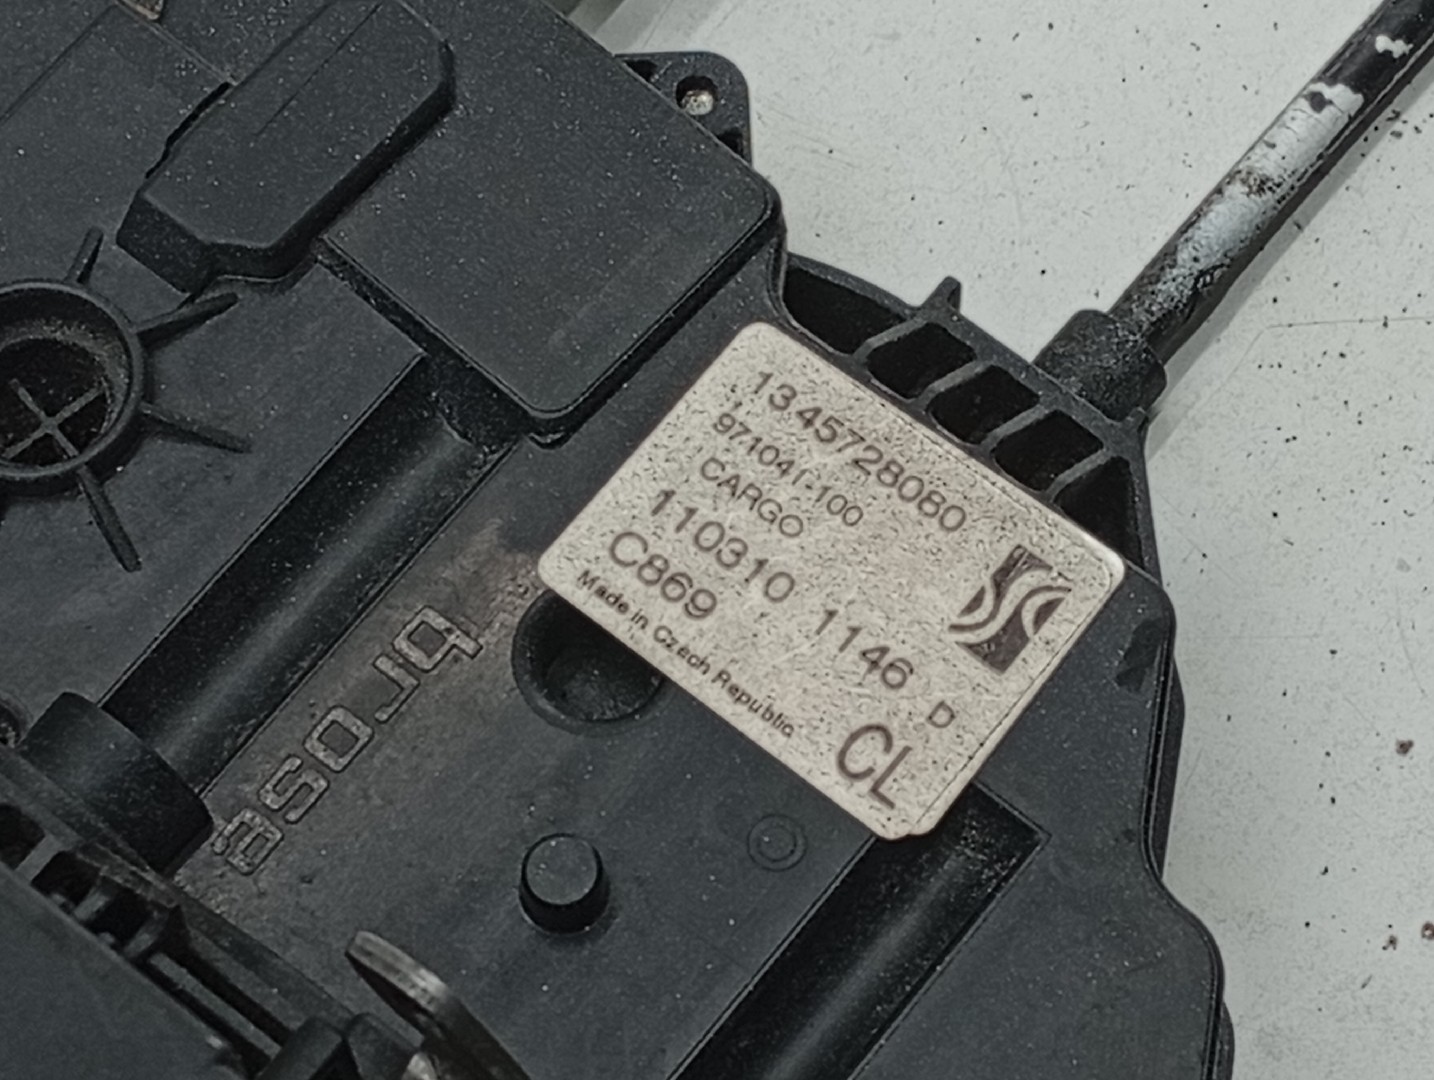 1345728080
971041-100
CARGO
110310 1146
C869
D
Made in Czech Republic
CL
brose